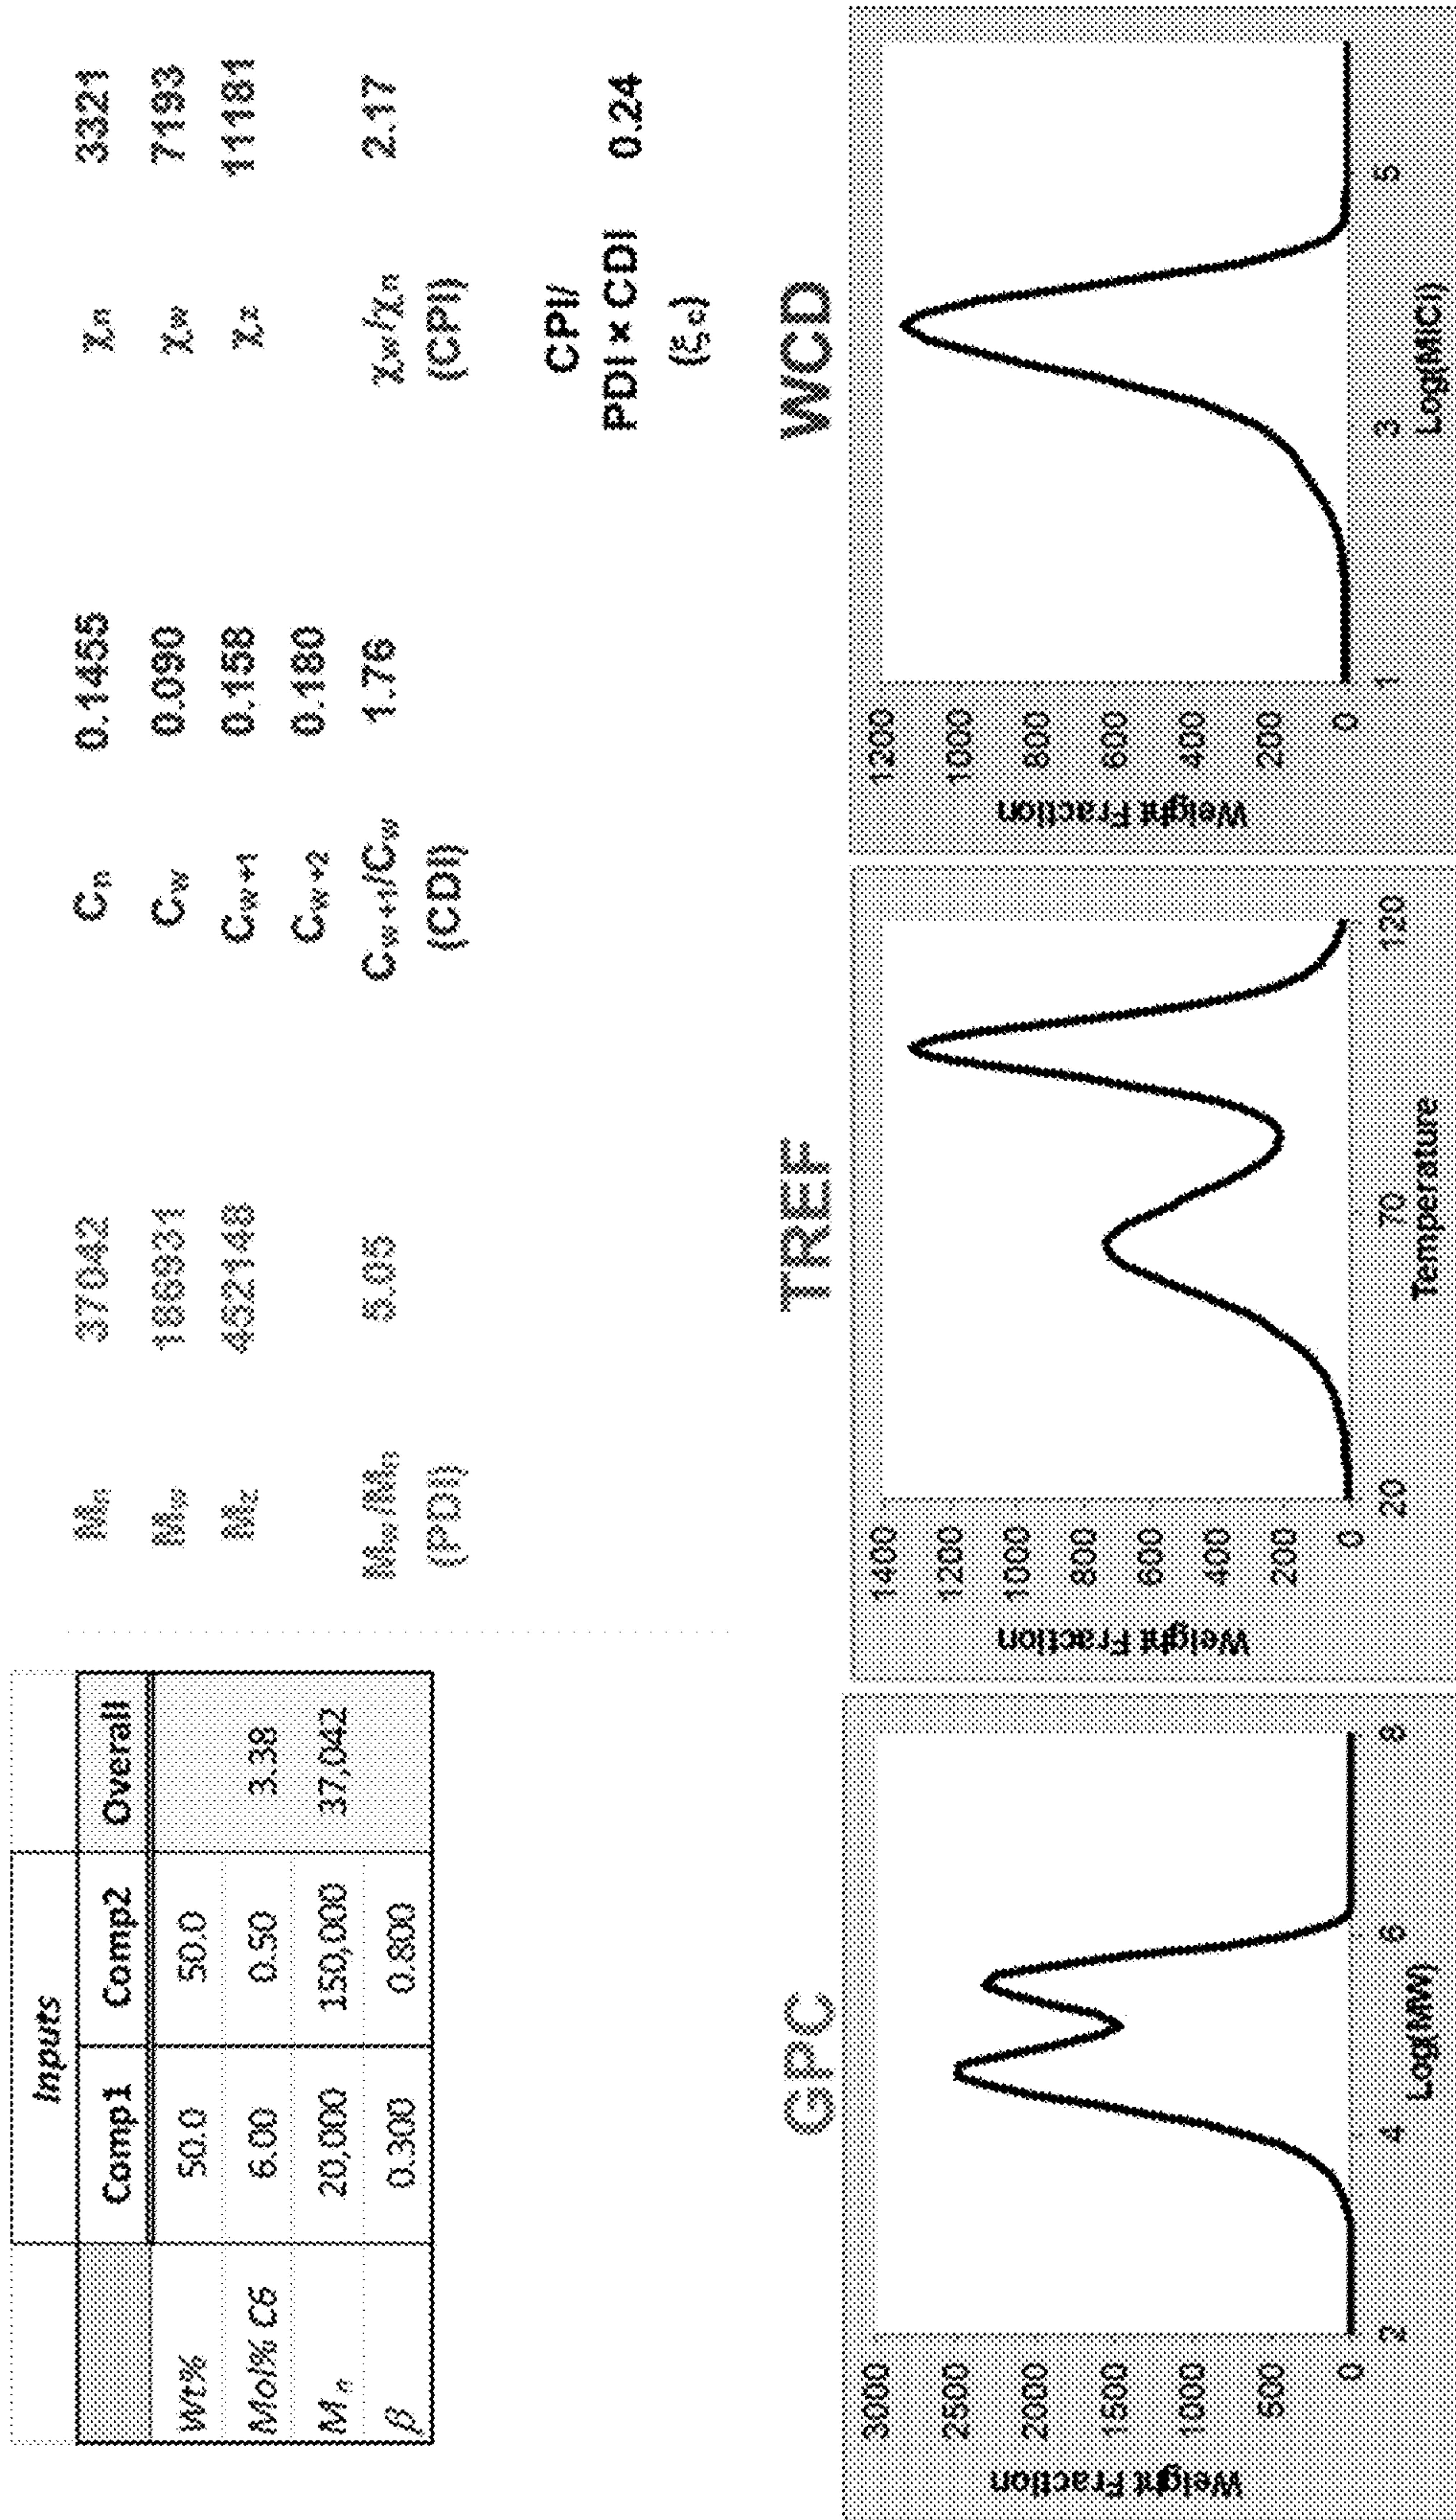 Inputs
Comp1 Comp2 Overall
Wt% 50.0 50.0
Mol% C6 6.00 0.50 3.38
Mn 20,000 150,000 37,042
β 0.300 0.800
Mn 37042
Mw 186931
Mz 452148
Mw/Mn 5.05
(PDI)
Cn 0.1455
Cw 0.090
Cw+1 0.158
Cw+2 0.180
Cw+1/Cw 1.76
(CDI)
χn 3321
χw 7193
χz 11181
χw/χn 2.17
(CPI)
CPI/
PDI × CDI 0.24
(ξc)
GPC
Weight Fraction
3000
2500
2000
1500
1000
500
0
2 4 6 8
Log(MW)
TREF
Weight Fraction
1400
1200
1000
800
600
400
200
0
20 70 120
Temperature
WCD
Weight Fraction
1200
1000
800
600
400
200
0
1 3 5
Log(MiCi)